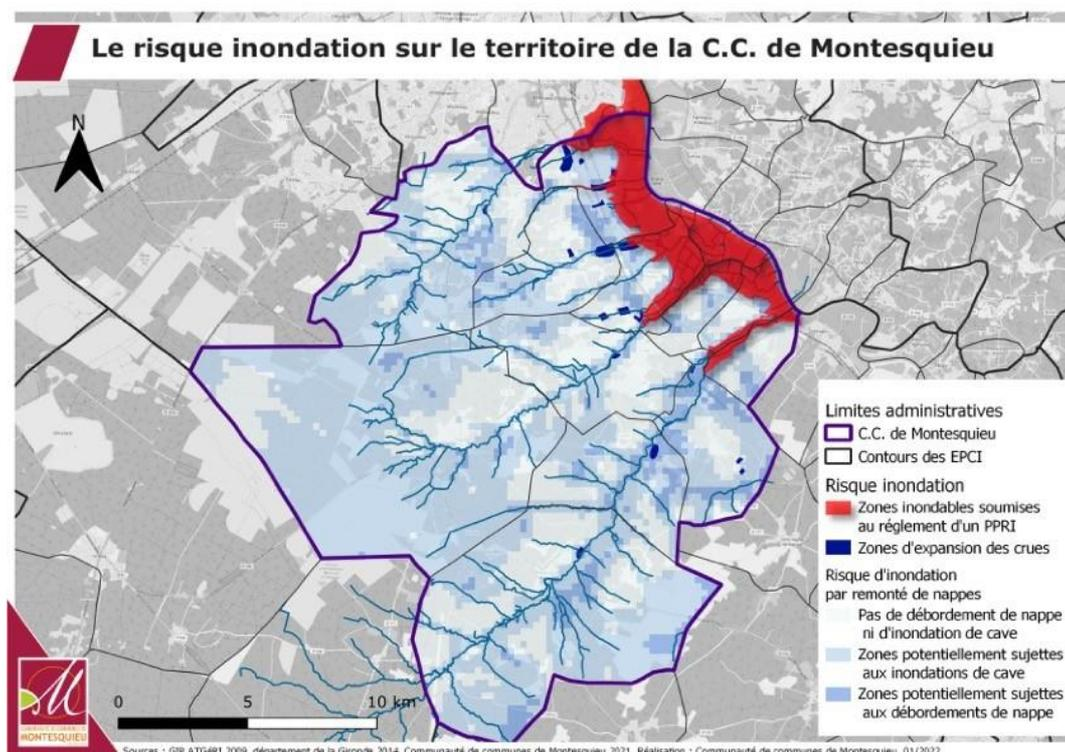 Le risque inondation sur le territoire de la C.C. de Montesquieu
N
Limites administratives
C.C. de Montesquieu
Contours des EPCI
Risque inondation
Zones inondables soumises
au réglement d'un PPRI
Zones d'expansion des crues
Risque d'inondation
par remonté de nappes
Pas de débordement de nappe
ni d'inondation de cave
Zones potentiellement sujettes
aux inondations de cave
Zones potentiellement sujettes
aux débordements de nappe
0 5 10 km
M
MONTESQUIEU
Sources : GIP ATGéRI 2009, département de la Gironde 2014, Communauté de communes de Montesquieu 2021, Réalisation : Communauté de communes de Montesquieu, 01/2022